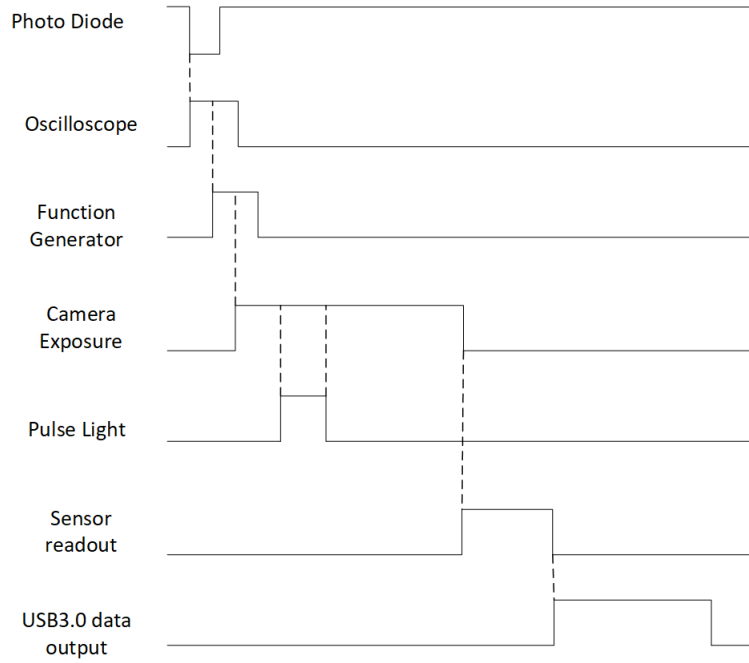 Photo Diode
Oscilloscope
Function
Generator
Camera
Exposure
Pulse Light
Sensor
readout
USB3.0 data
output